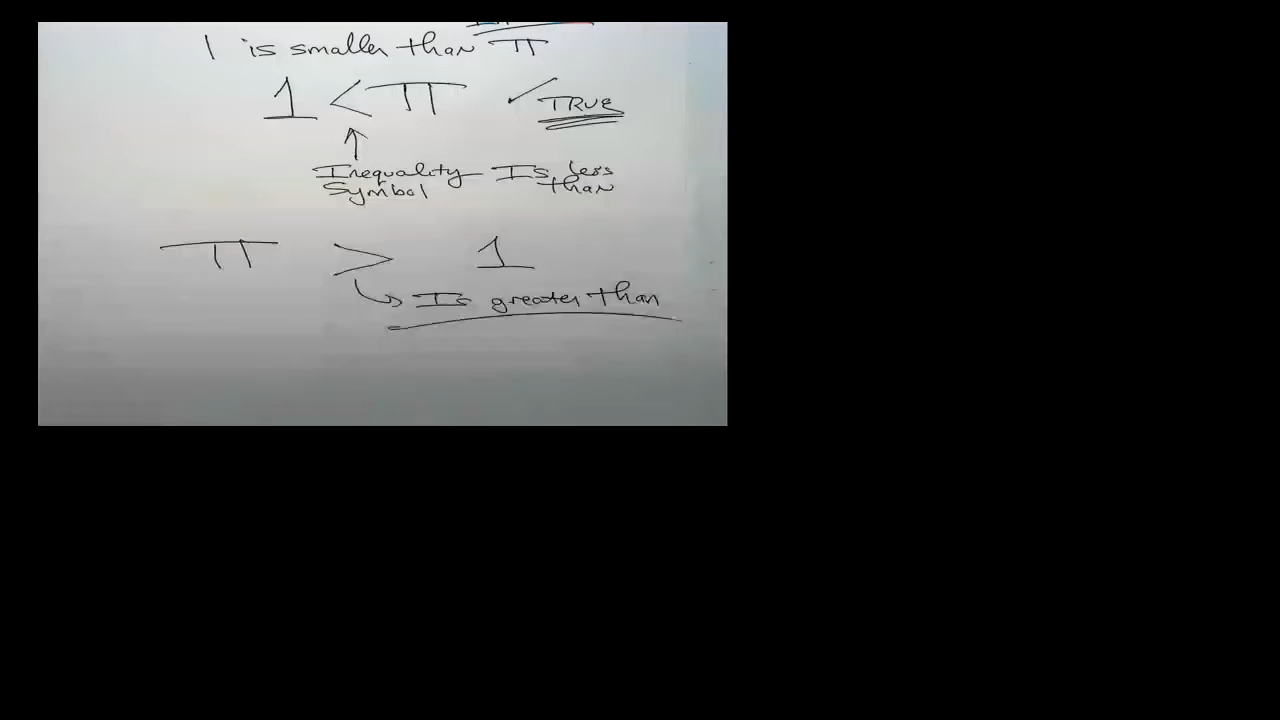 1 is smaller than π
1 < π ✓ TRUE
↑
Inequality Is less
Symbol than
π > 1
↳ Is greater than